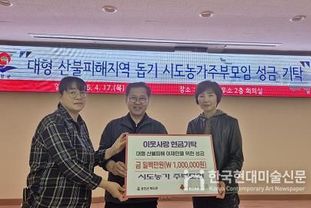 "대형 산불피해지역 돕기 시도농가주부모임 성금 기탁"
5. 4.17.(목)
2층 회의실
이웃사랑 현금기탁
대형 산불피해 이재민을 위한 성금
금 일백만원(₩ 1,000,000원)
시도농가주부모임
한국현대미술신문
Korea Contemporary Art Newspaper